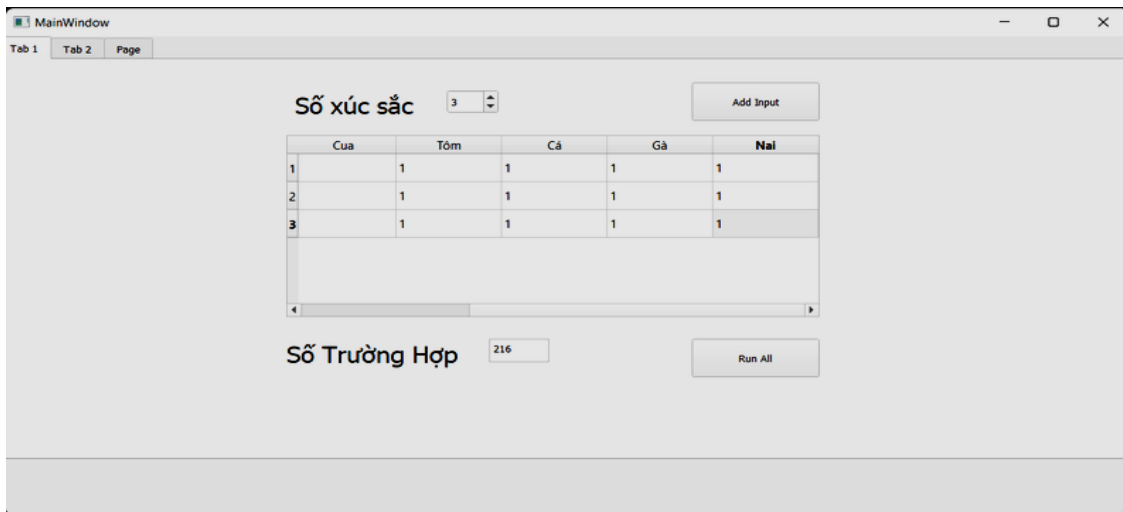 MainWindow
Tab 1 Tab 2 Page
Số xúc sắc 3 Add Input
Cua Tôm Cá Gà Nai
1 1 1 1 1
2 1 1 1 1
3 1 1 1 1
Số Trường Hợp 216 Run All